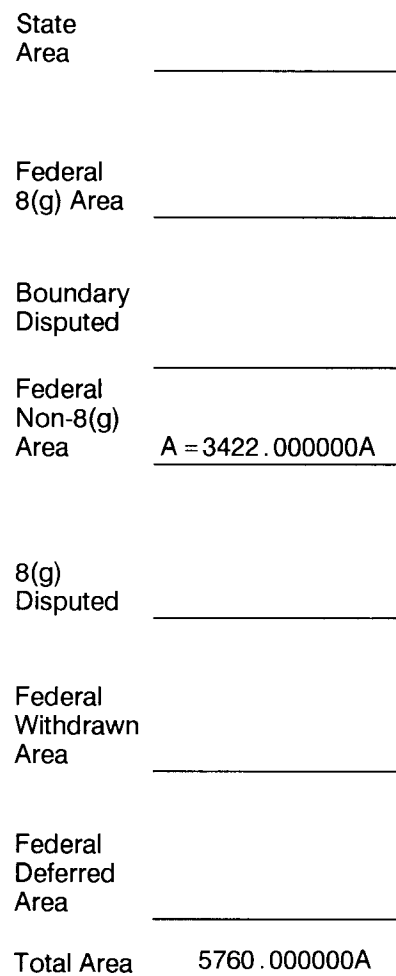 State
Area
Federal
8(g) Area
Boundary
Disputed
Federal
Non-8(g)
Area A = 3422.000000A
8(g)
Disputed
Federal
Withdrawn
Area
Federal
Deferred
Area
Total Area 5760.000000A